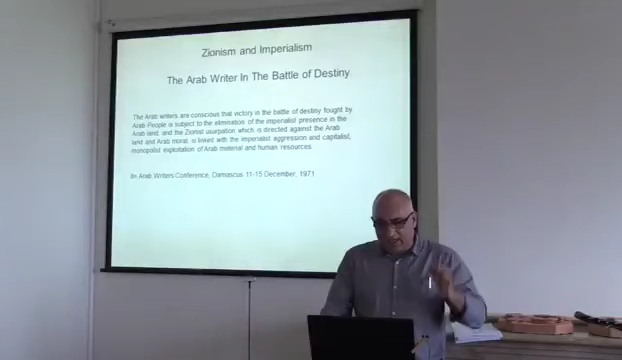 Zionism and Imperialism
The Arab Writer In The Battle of Destiny
The Arab writers are conscious that victory in the battle of destiny fought by
Arab People is subject to the elimination of the imperialist presence in the
Arab land, and the Zionist usurpation which is directed against the Arab
land and Arab moral, is linked with the imperialist aggression and capitalist,
monopolist exploitation of Arab material and human resources.
Arab Writers Conference, Damascus 11-15 December, 1971